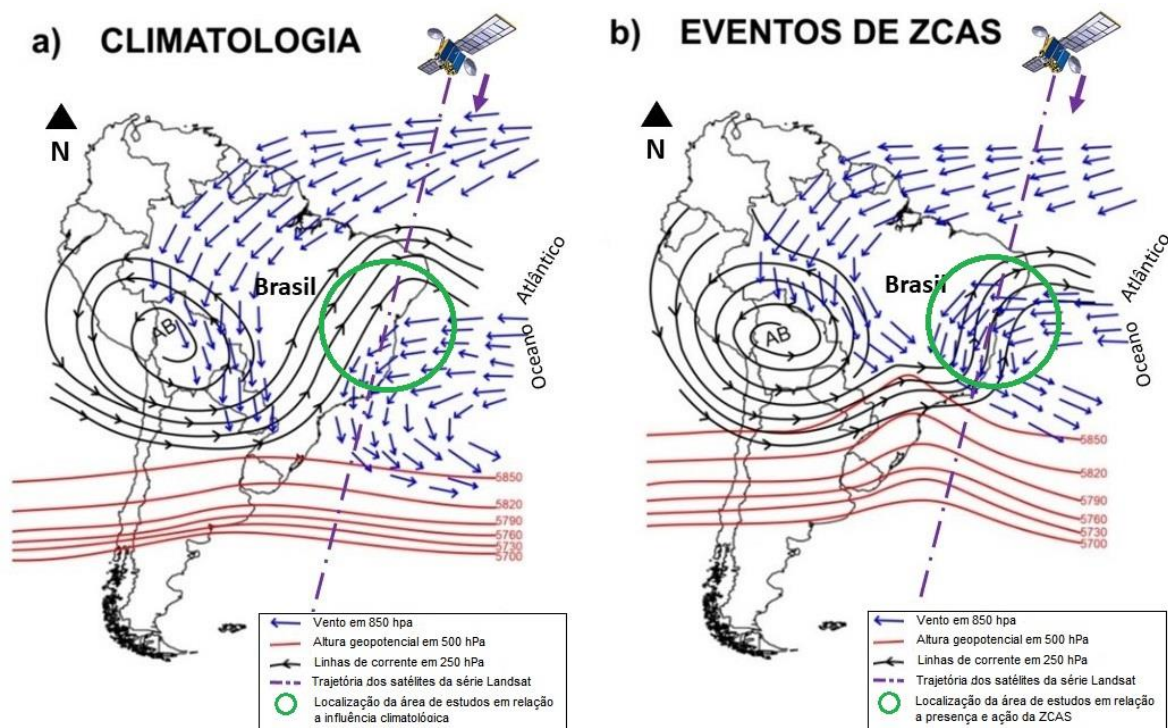 a) CLIMATOLOGIA
N
Brasil
AB
Oceano Atlântico
5850
5820
5790
5760
5730
5700
Vento em 850 hpa
Altura geopotencial em 500 hPa
Linhas de corrente em 250 hPa
Trajetória dos satélites da série Landsat
Localização da área de estudos em relação
a influência climatológica
b) EVENTOS DE ZCAS
N
Brasil
AB
Oceano Atlântico
5850
5820
5790
5760
5730
5700
Vento em 850 hpa
Altura geopotencial em 500 hPa
Linhas de corrente em 250 hPa
Trajetória dos satélites da série Landsat
Localização da área de estudos em relação
a presença e ação da ZCAS